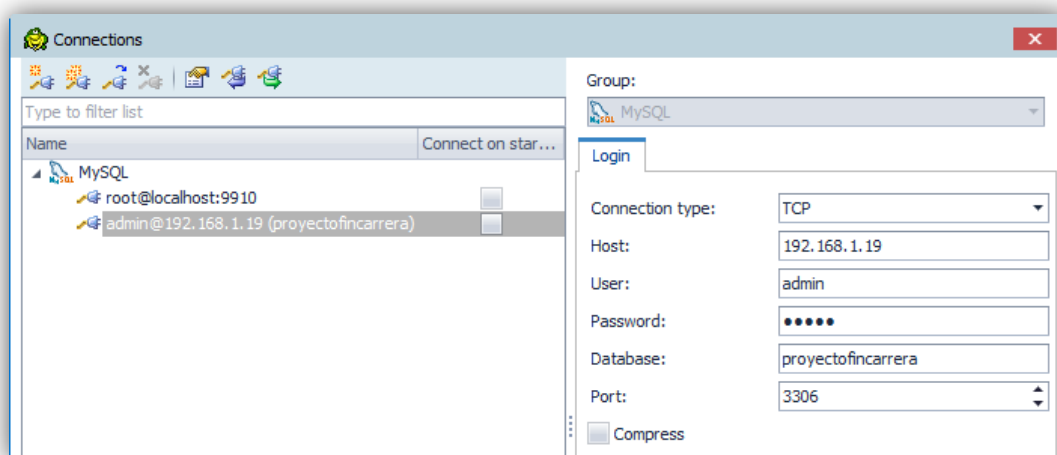 Connections
Type to filter list
Name
Connect on star...
MySQL
root@localhost:9910
admin@192.168.1.19 (proyectofincarrera)
Group:
MySQL
Login
Connection type:
TCP
Host:
192.168.1.19
User:
admin
Password:
•••••
Database:
proyectofincarrera
Port:
3306
Compress